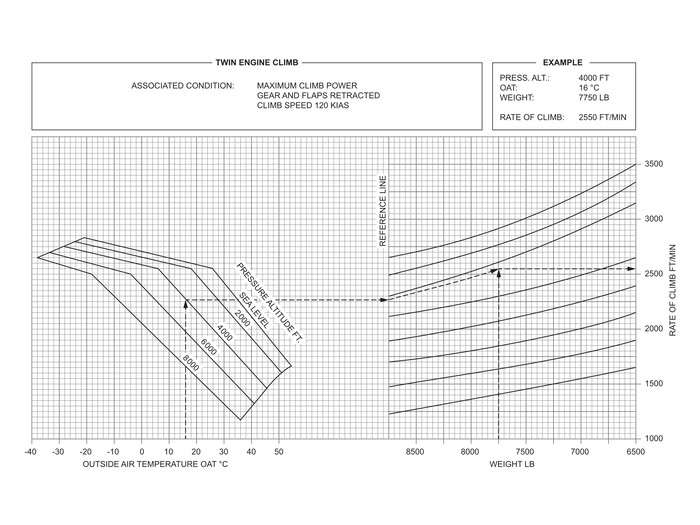 TWIN ENGINE CLIMB
ASSOCIATED CONDITION: MAXIMUM CLIMB POWER
GEAR AND FLAPS RETRACTED
CLIMB SPEED 120 KIAS
EXAMPLE
PRESS. ALT.: 4000 FT
OAT: 16 °C
WEIGHT: 7750 LB
RATE OF CLIMB: 2550 FT/MIN
REFERENCE LINE
PRESSURE ALTITUDE FT.
SEA LEVEL
2000
4000
6000
8000
3500
3000
2500
2000
1500
1000
RATE OF CLIMB FT/MIN
-40 -20 -10 0 10 20 30 40 50
8500 8000 7500 7000 6500
OUTSIDE AIR TEMPERATURE OAT °C
WEIGHT LB